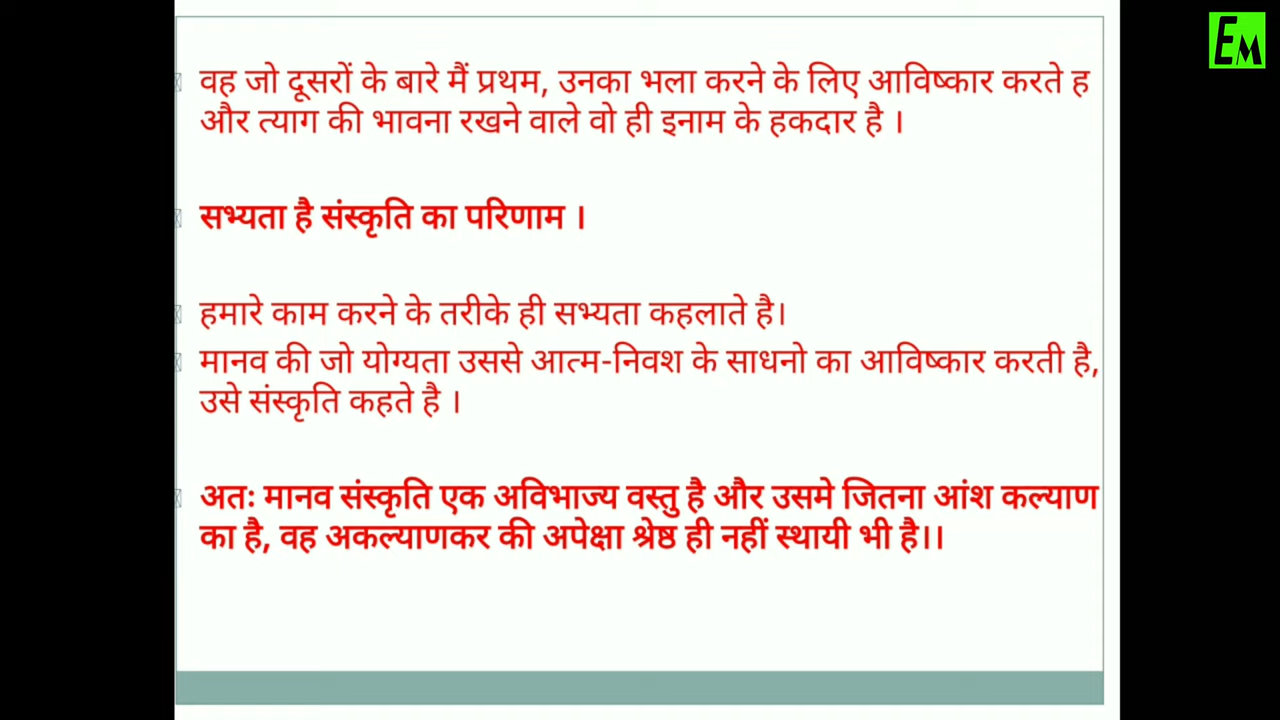 EM
वह जो दूसरों के बारे मैं प्रथम, उनका भला करने के लिए आविष्कार करते ह
और त्याग की भावना रखने वाले वो ही इनाम के हकदार है ।
सभ्यता है संस्कृति का परिणाम ।
हमारे काम करने के तरीके ही सभ्यता कहलाते है।
मानव की जो योग्यता उससे आत्म-निवश के साधनो का आविष्कार करती है,
उसे संस्कृति कहते है ।
अतः मानव संस्कृति एक अविभाज्य वस्तु है और उसमे जितना आंश कल्याण
का है, वह अकल्याणकर की अपेक्षा श्रेष्ठ ही नहीं स्थायी भी है।।